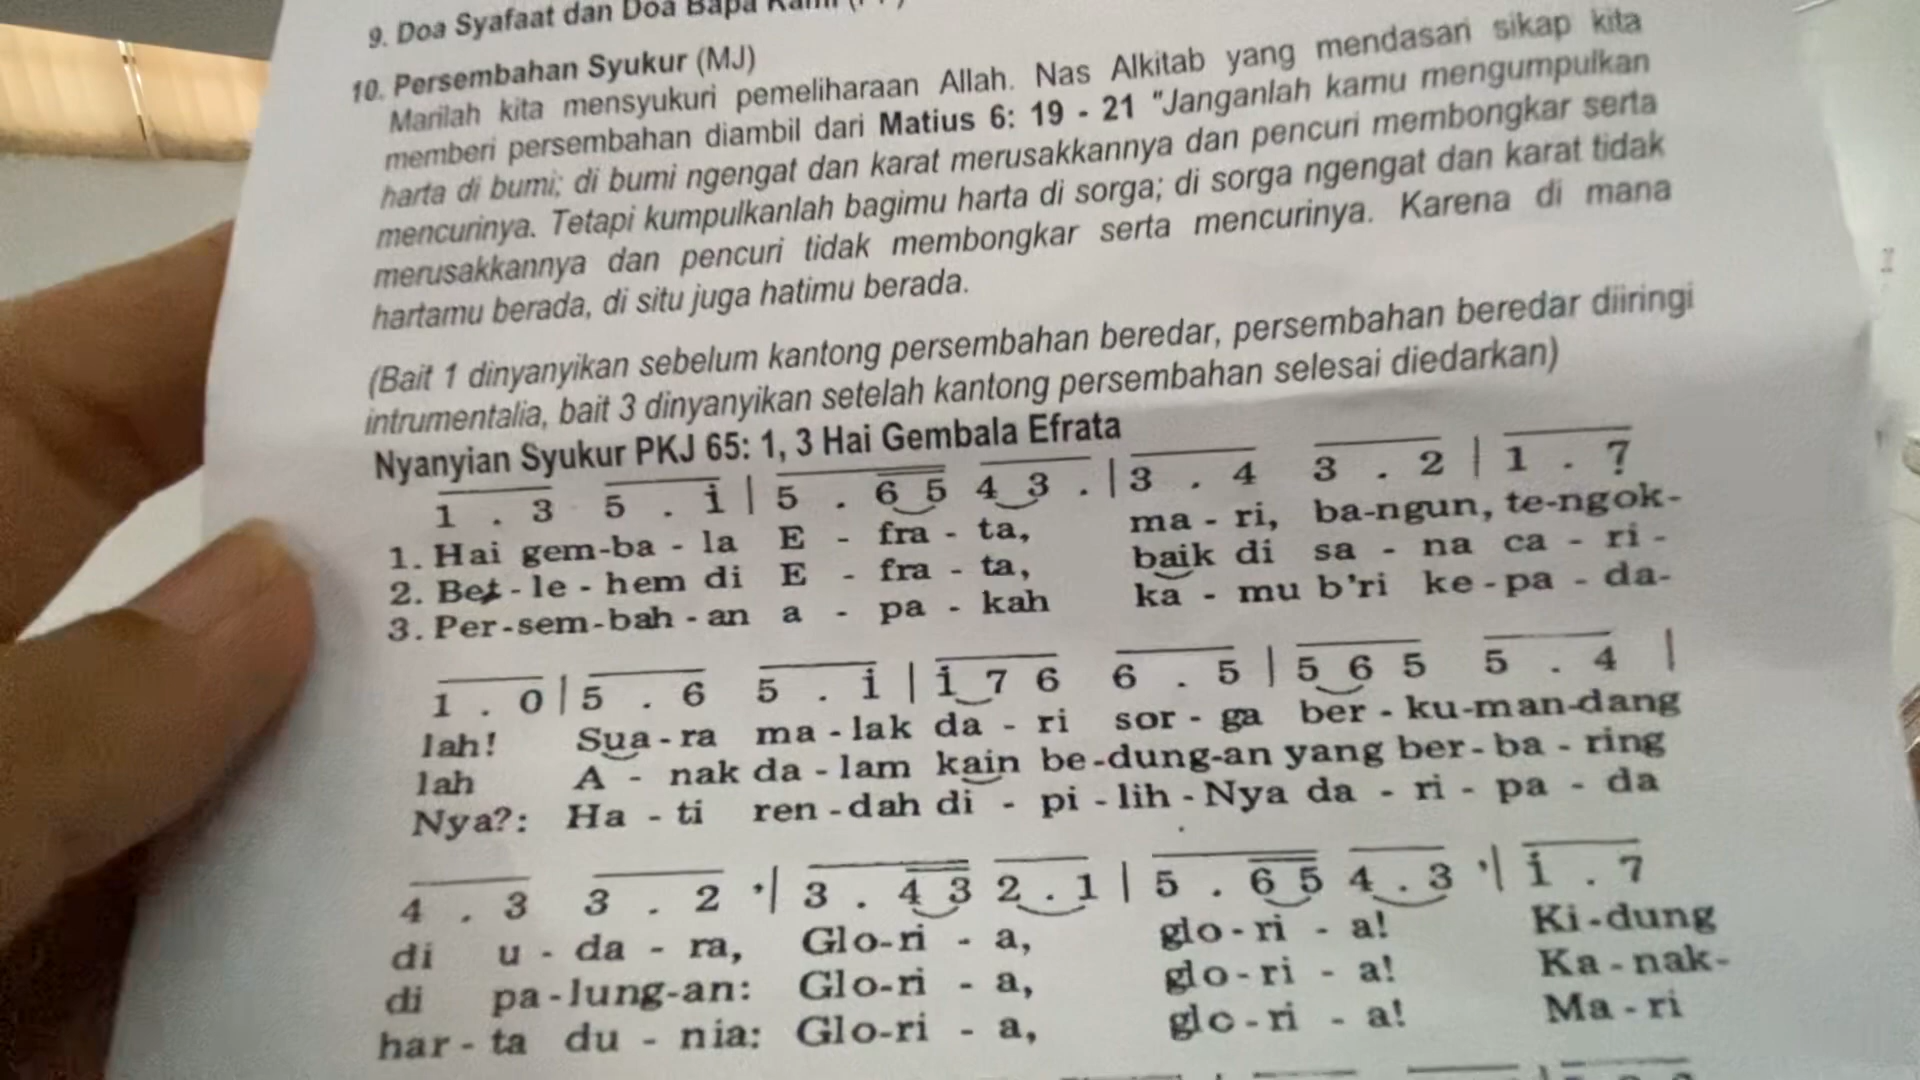 9. Doa Syafaat dan Doa Bapa Kami
10. Persembahan Syukur (MJ)
Marilah kita mensyukuri pemeliharaan Allah. Nas Alkitab yang mendasari sikap kita
memberi persembahan diambil dari Matius 6: 19 - 21 "Janganlah kamu mengumpulkan
harta di bumi; di bumi ngengat dan karat merusakkannya dan pencuri membongkar serta
mencurinya. Tetapi kumpulkanlah bagimu harta di sorga; di sorga ngengat dan karat tidak
merusakkannya dan pencuri tidak membongkar serta mencurinya. Karena di mana
hartamu berada, di situ juga hatimu berada.
(Bait 1 dinyanyikan sebelum kantong persembahan beredar, persembahan beredar diiringi
intrumentalia, bait 3 dinyanyikan setelah kantong persembahan selesai diedarkan)
Nyanyian Syukur PKJ 65: 1, 3 Hai Gembala Efrata
1 . 3 5 . i | 5 . 6 5 4 3 . | 3 . 4 3 . 2 | 1 . 7
1. Hai gem-ba - la E - fra - ta, ma - ri, ba-ngun, te-ngok-
2. Bet - le - hem di E - fra - ta, baik di sa - na ca - ri -
3. Per-sem-bah - an a - pa - kah ka - mu b'ri ke - pa - da-
1 . 0 | 5 . 6 5 . i | i 7 6 6 . 5 | 5 6 5 5 . 4 |
lah! Sua - ra ma - lak da - ri sor - ga ber - ku-man-dang
lah A - nak da - lam kain be-dung-an yang ber-ba - ring
Nya?: Ha - ti ren - dah di - pi - lih - Nya da - ri - pa - da
4 . 3 3 . 2 ' | 3 . 4 3 2 . 1 | 5 . 6 5 4 . 3 ' | i . 7
di u - da - ra, Glo-ri - a, glo-ri - a! Ki-dung
di pa-lung-an: Glo-ri - a, glo-ri - a! Ka-nak-
har - ta du - nia: Glo-ri - a, glo-ri - a! Ma-ri